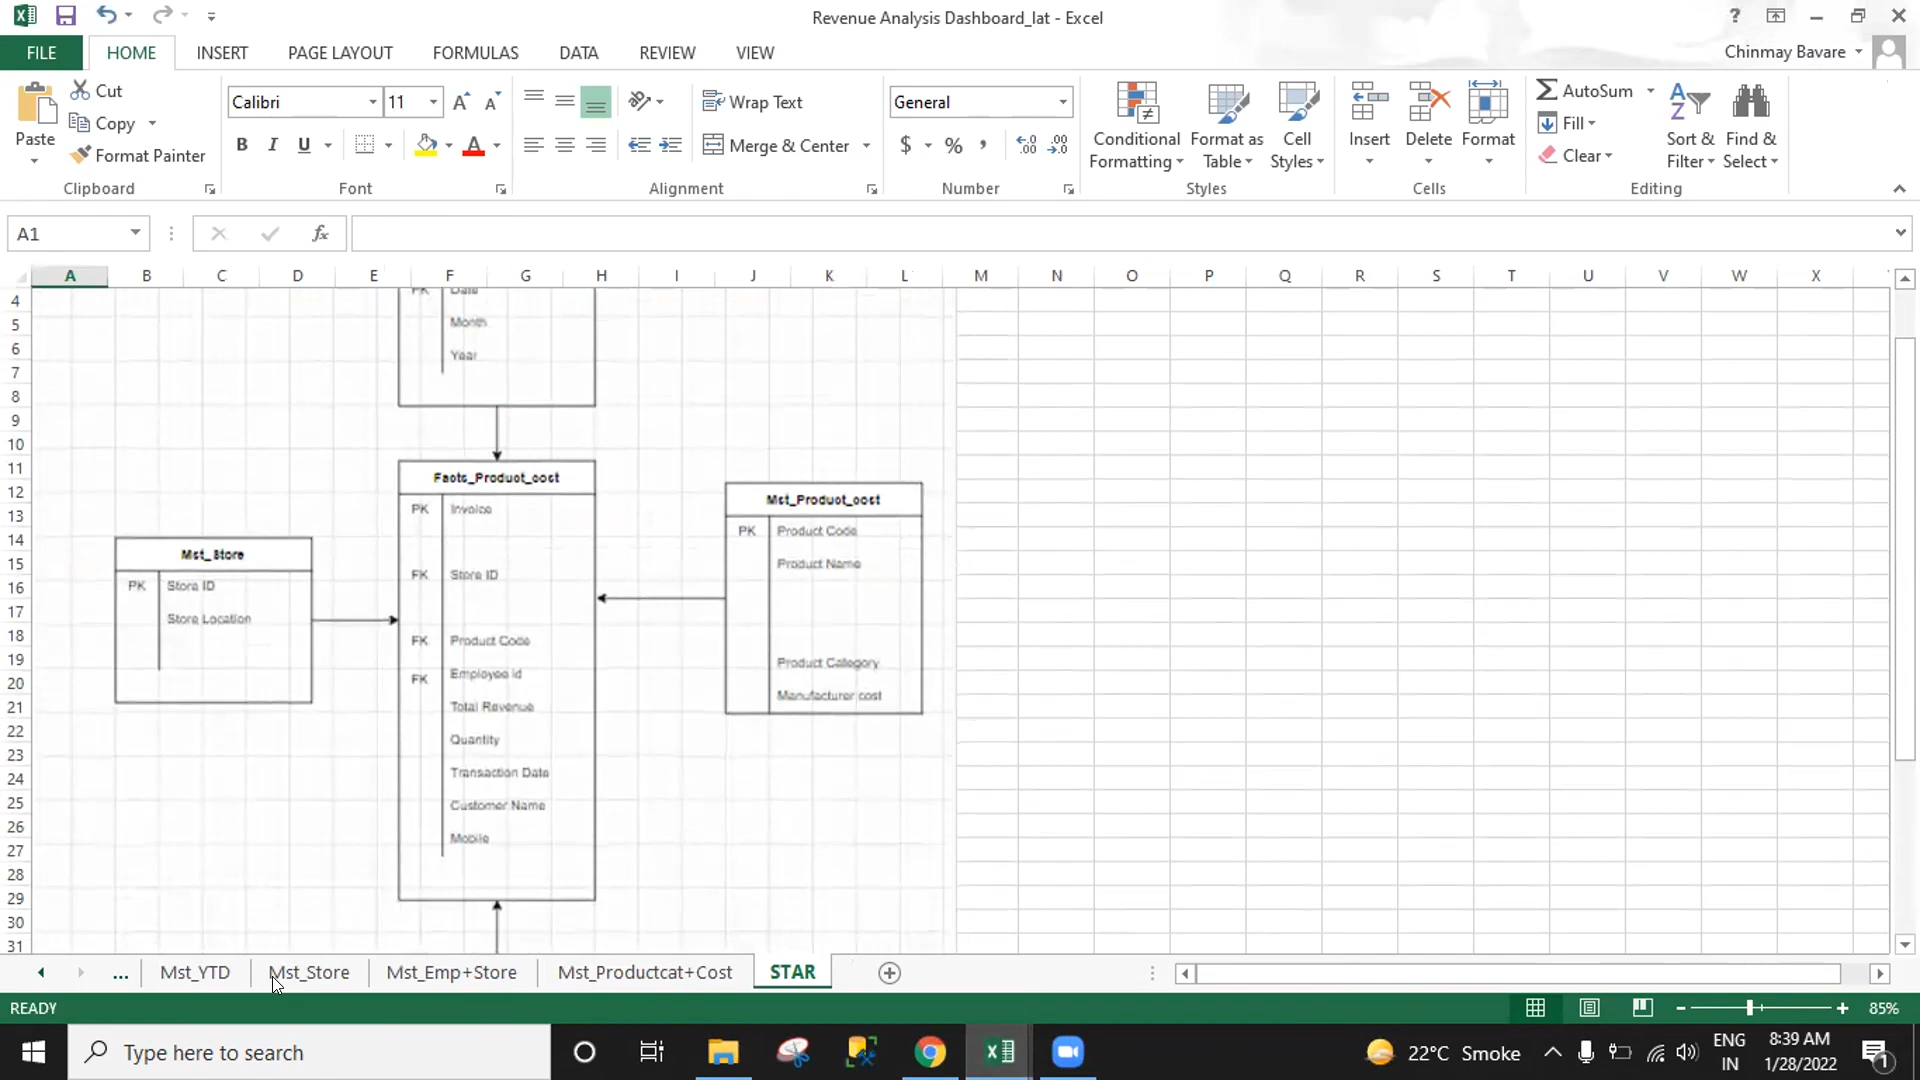 Revenue Analysis Dashboard_lat - Excel
?
FILE HOME INSERT PAGE LAYOUT FORMULAS DATA REVIEW VIEW
Chinmay Bavare
Paste
Cut
Copy
Format Painter
Clipboard
Calibri 11
B I U
Font
Wrap Text
Merge & Center
Alignment
General
$ %
Number
Conditional Formatting
Format as Table
Cell Styles
Styles
Insert
Delete
Format
Cells
AutoSum
Fill
Clear
Sort & Filter
Find & Select
Editing
A1
fx
A B C D E F G H I J K L M N O P Q R S T U V W X
4
5
6
7
8
9
10
11
12
13
14
15
16
17
18
19
20
21
22
23
24
25
26
27
28
29
30
31
PK Date
Month
Year
Facts_Product_cost
PK Invoice
FK Store ID
FK Product Code
FK Employee id
Total Revenue
Quantity
Transaction Date
Customer Name
Mobile
Mst_Store
PK Store ID
Store Location
Mst_Product_cost
PK Product Code
Product Name
Product Category
Manufacturer cost
... Mst_YTD Mst_Store Mst_Emp+Store Mst_Productcat+Cost STAR
READY
85%
Type here to search
22°C Smoke
ENG
IN
8:39 AM
1/28/2022
1